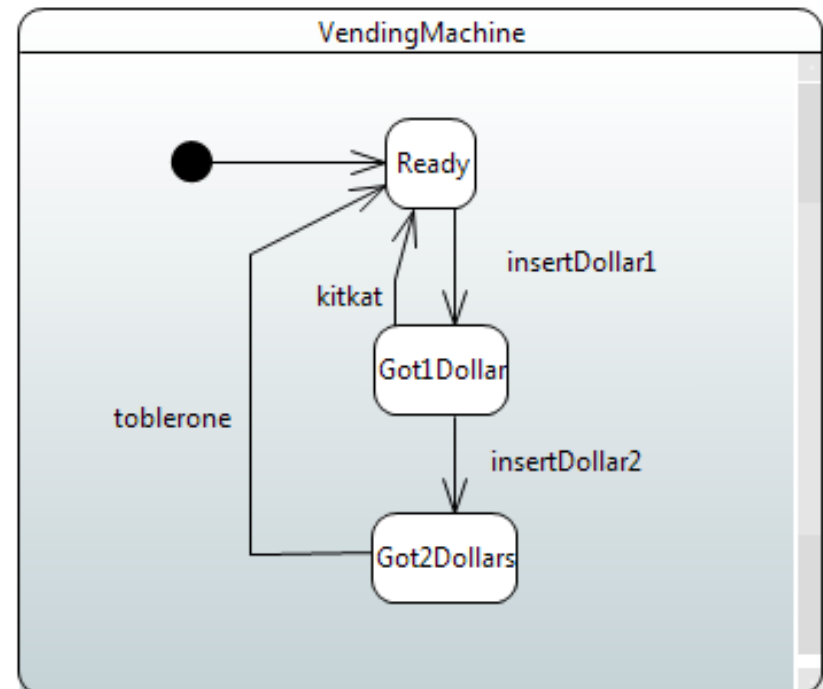 VendingMachine
Ready
insertDollar1
kitkat
Got1Dollar
toblerone
insertDollar2
Got2Dollars